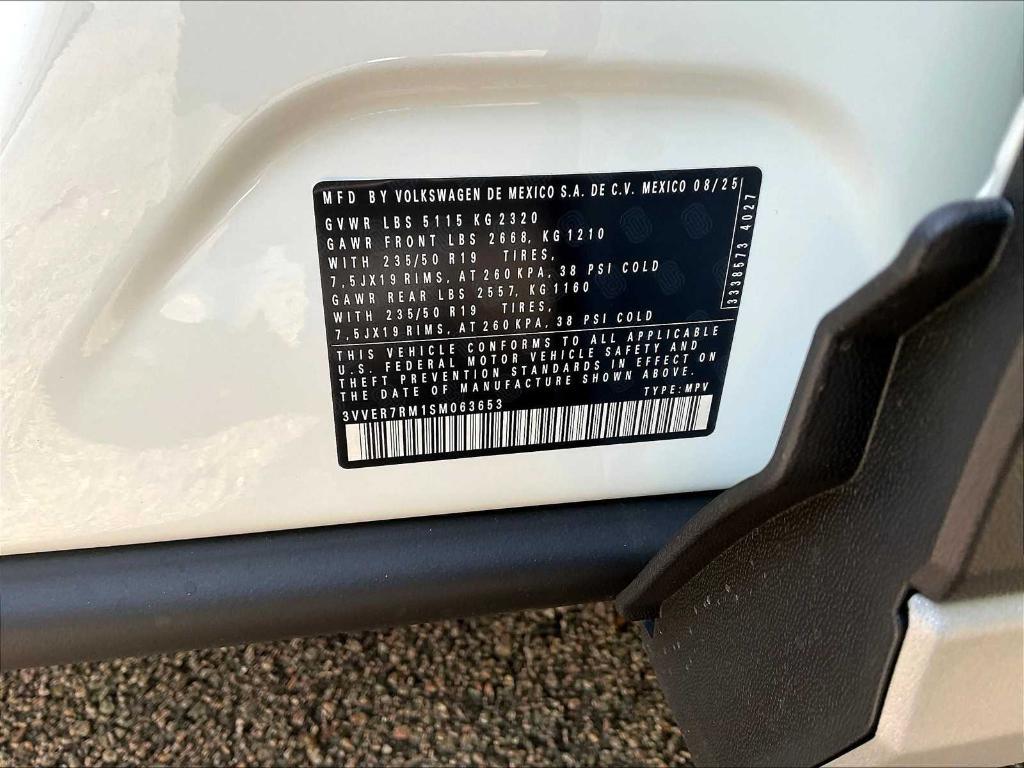 MFD BY VOLKSWAGEN DE MEXICO S.A. DE C.V. MEXICO 08/25
GVWR LBS 5115 KG 2320
GAWR FRONT LBS 2668, KG 1210
WITH 235/50 R19 TIRES,
7,5JX19 RIMS, AT 260 KPA, 38 PSI COLD
GAWR REAR LBS 2557, KG 1160
WITH 235/50 R19 TIRES,
7,5JX19 RIMS, AT 260 KPA, 38 PSI COLD
3338573 4027
THIS VEHICLE CONFORMS TO ALL APPLICABLE
U.S. FEDERAL MOTOR VEHICLE SAFETY AND
THEFT PREVENTION STANDARDS IN EFFECT ON
THE DATE OF MANUFACTURE SHOWN ABOVE.
TYPE: MPV
3VVER7RM1SM063653